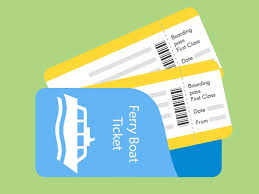 Boarding
pass
First Class
Date
Boarding
pass
First Class
Date
From
Ferry Boat
Ticket